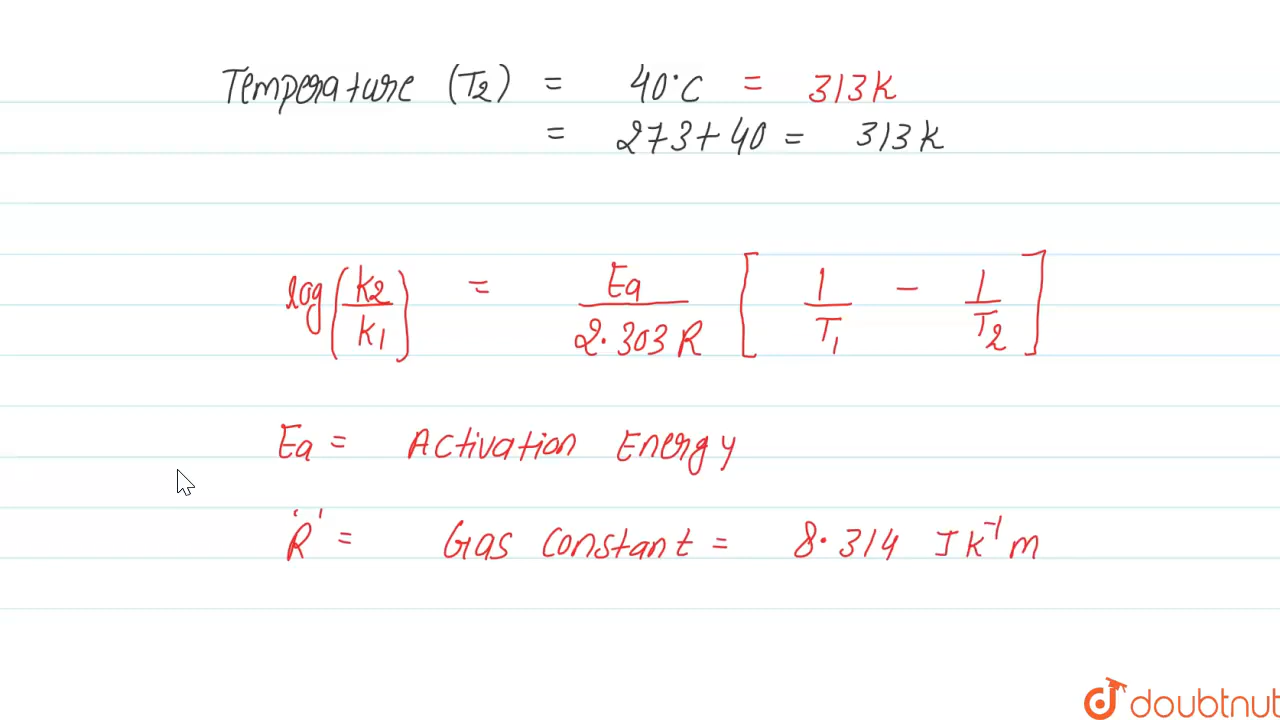 Temperature (T2) = 40°C = 313K
= 273+40 = 313K
log(K2/K1) = Ea/2.303R [1/T1 - 1/T2]
Ea = Activation Energy
'R' = Gas constant = 8.314 JK⁻¹m
doubtnut